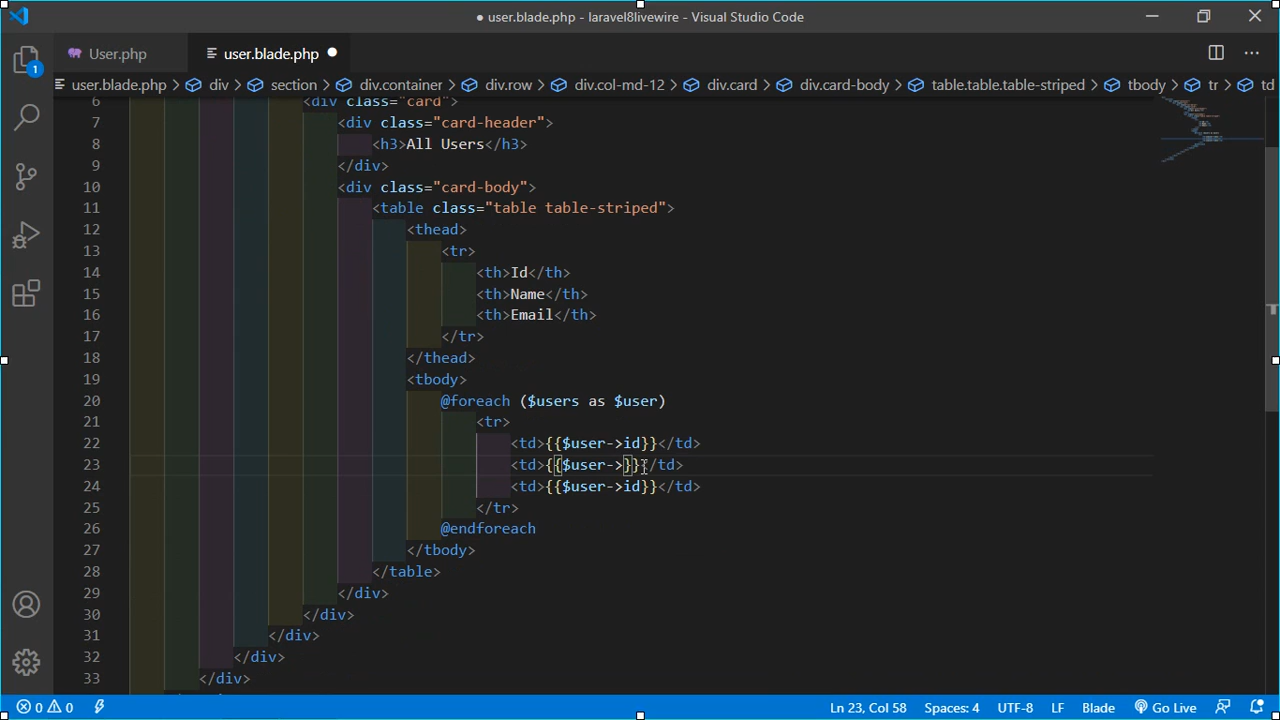 user.blade.php - laravel8livewire - Visual Studio Code
User.php
user.blade.php
1
user.blade.php > div > section > div.container > div.row > div.col-md-12 > div.card > div.card-body > table.table.table-striped > tbody > tr > td
6 <div class="card">
7 <div class="card-header">
8 <h3>All Users</h3>
9 </div>
10 <div class="card-body">
11 <table class="table table-striped">
12 <thead>
13 <tr>
14 <th>Id</th>
15 <th>Name</th>
16 <th>Email</th>
17 </tr>
18 </thead>
19 <tbody>
20 @foreach ($users as $user)
21 <tr>
22 <td>{{$user->id}}</td>
23 <td>{{$user->}}</td>
24 <td>{{$user->id}}</td>
25 </tr>
26 @endforeach
27 </tbody>
28 </table>
29 </div>
30 </div>
31 </div>
32 </div>
33 </div>
0 0 Ln 23, Col 58 Spaces: 4 UTF-8 LF Blade Go Live